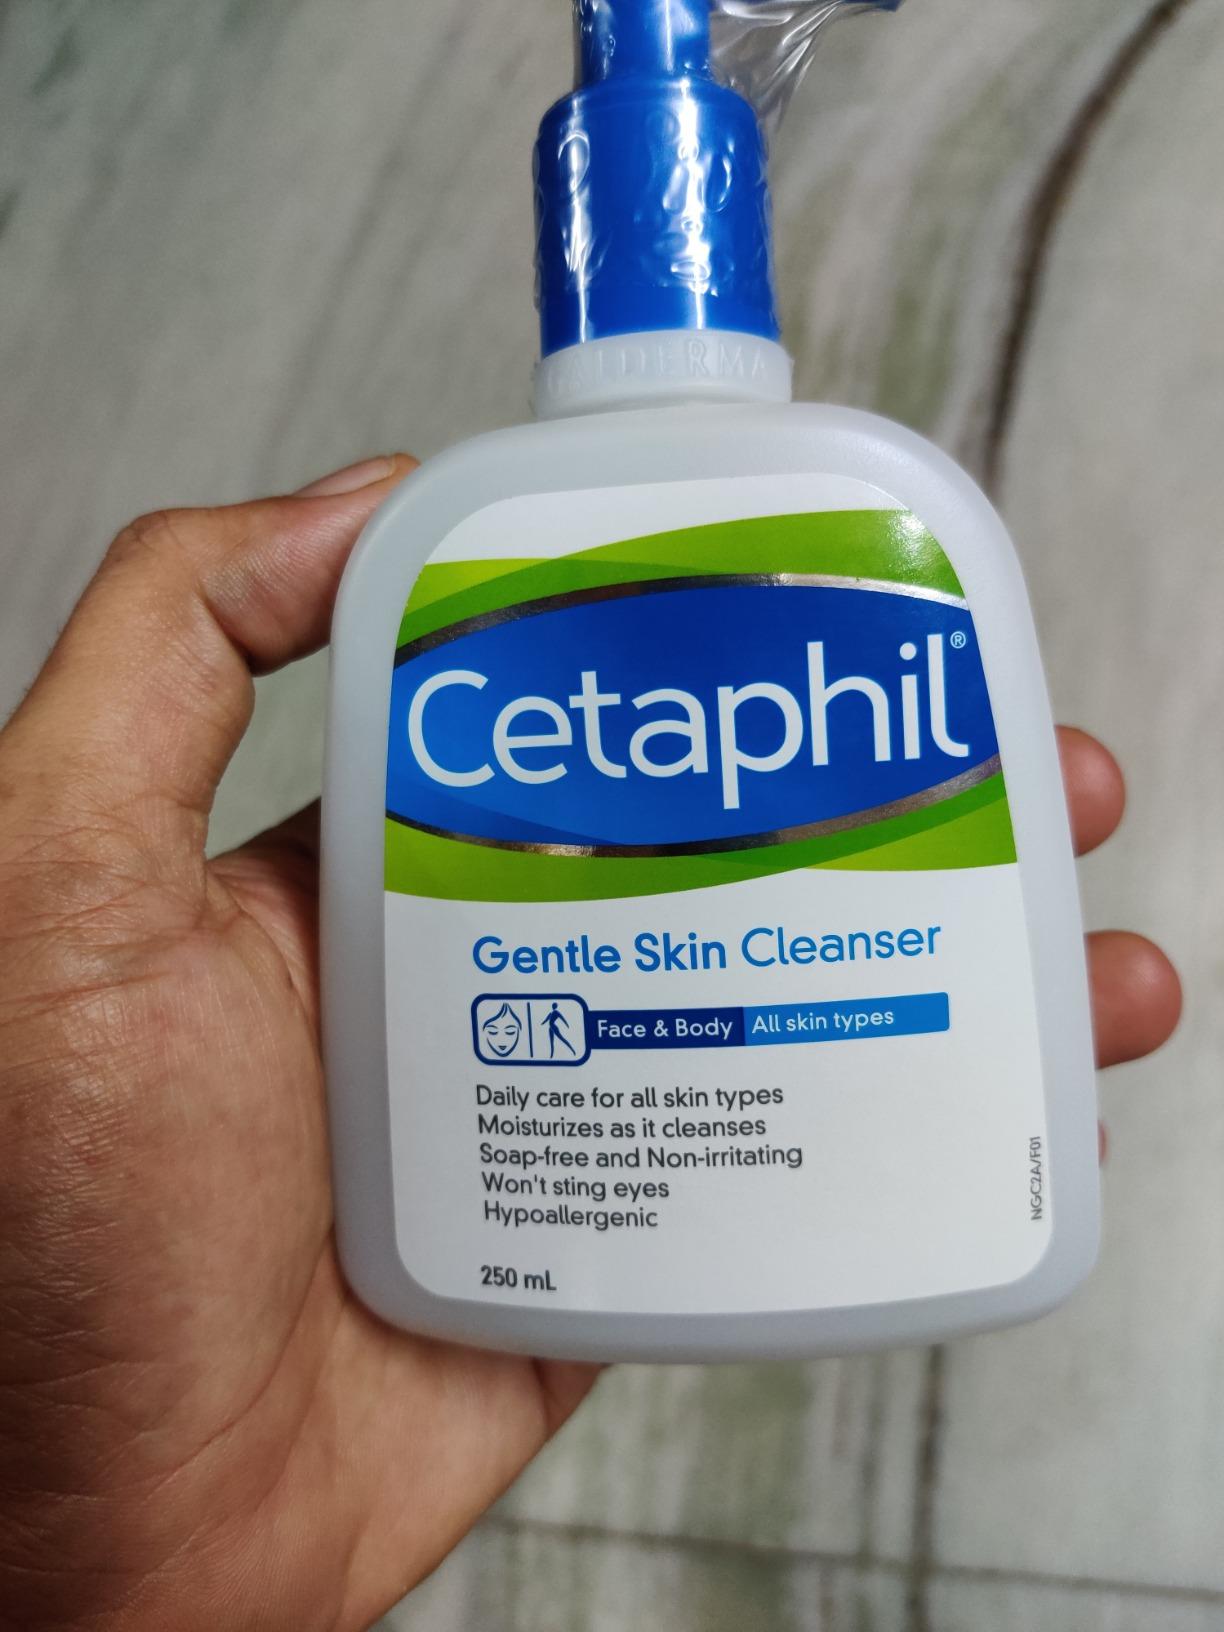 GALDERMA
Cetaphil®
Gentle Skin Cleanser
Face & Body All skin types
Daily care for all skin types
Moisturizes as it cleanses
Soap-free and Non-irritating
Won't sting eyes
Hypoallergenic
250 mL
NGC2A/F01